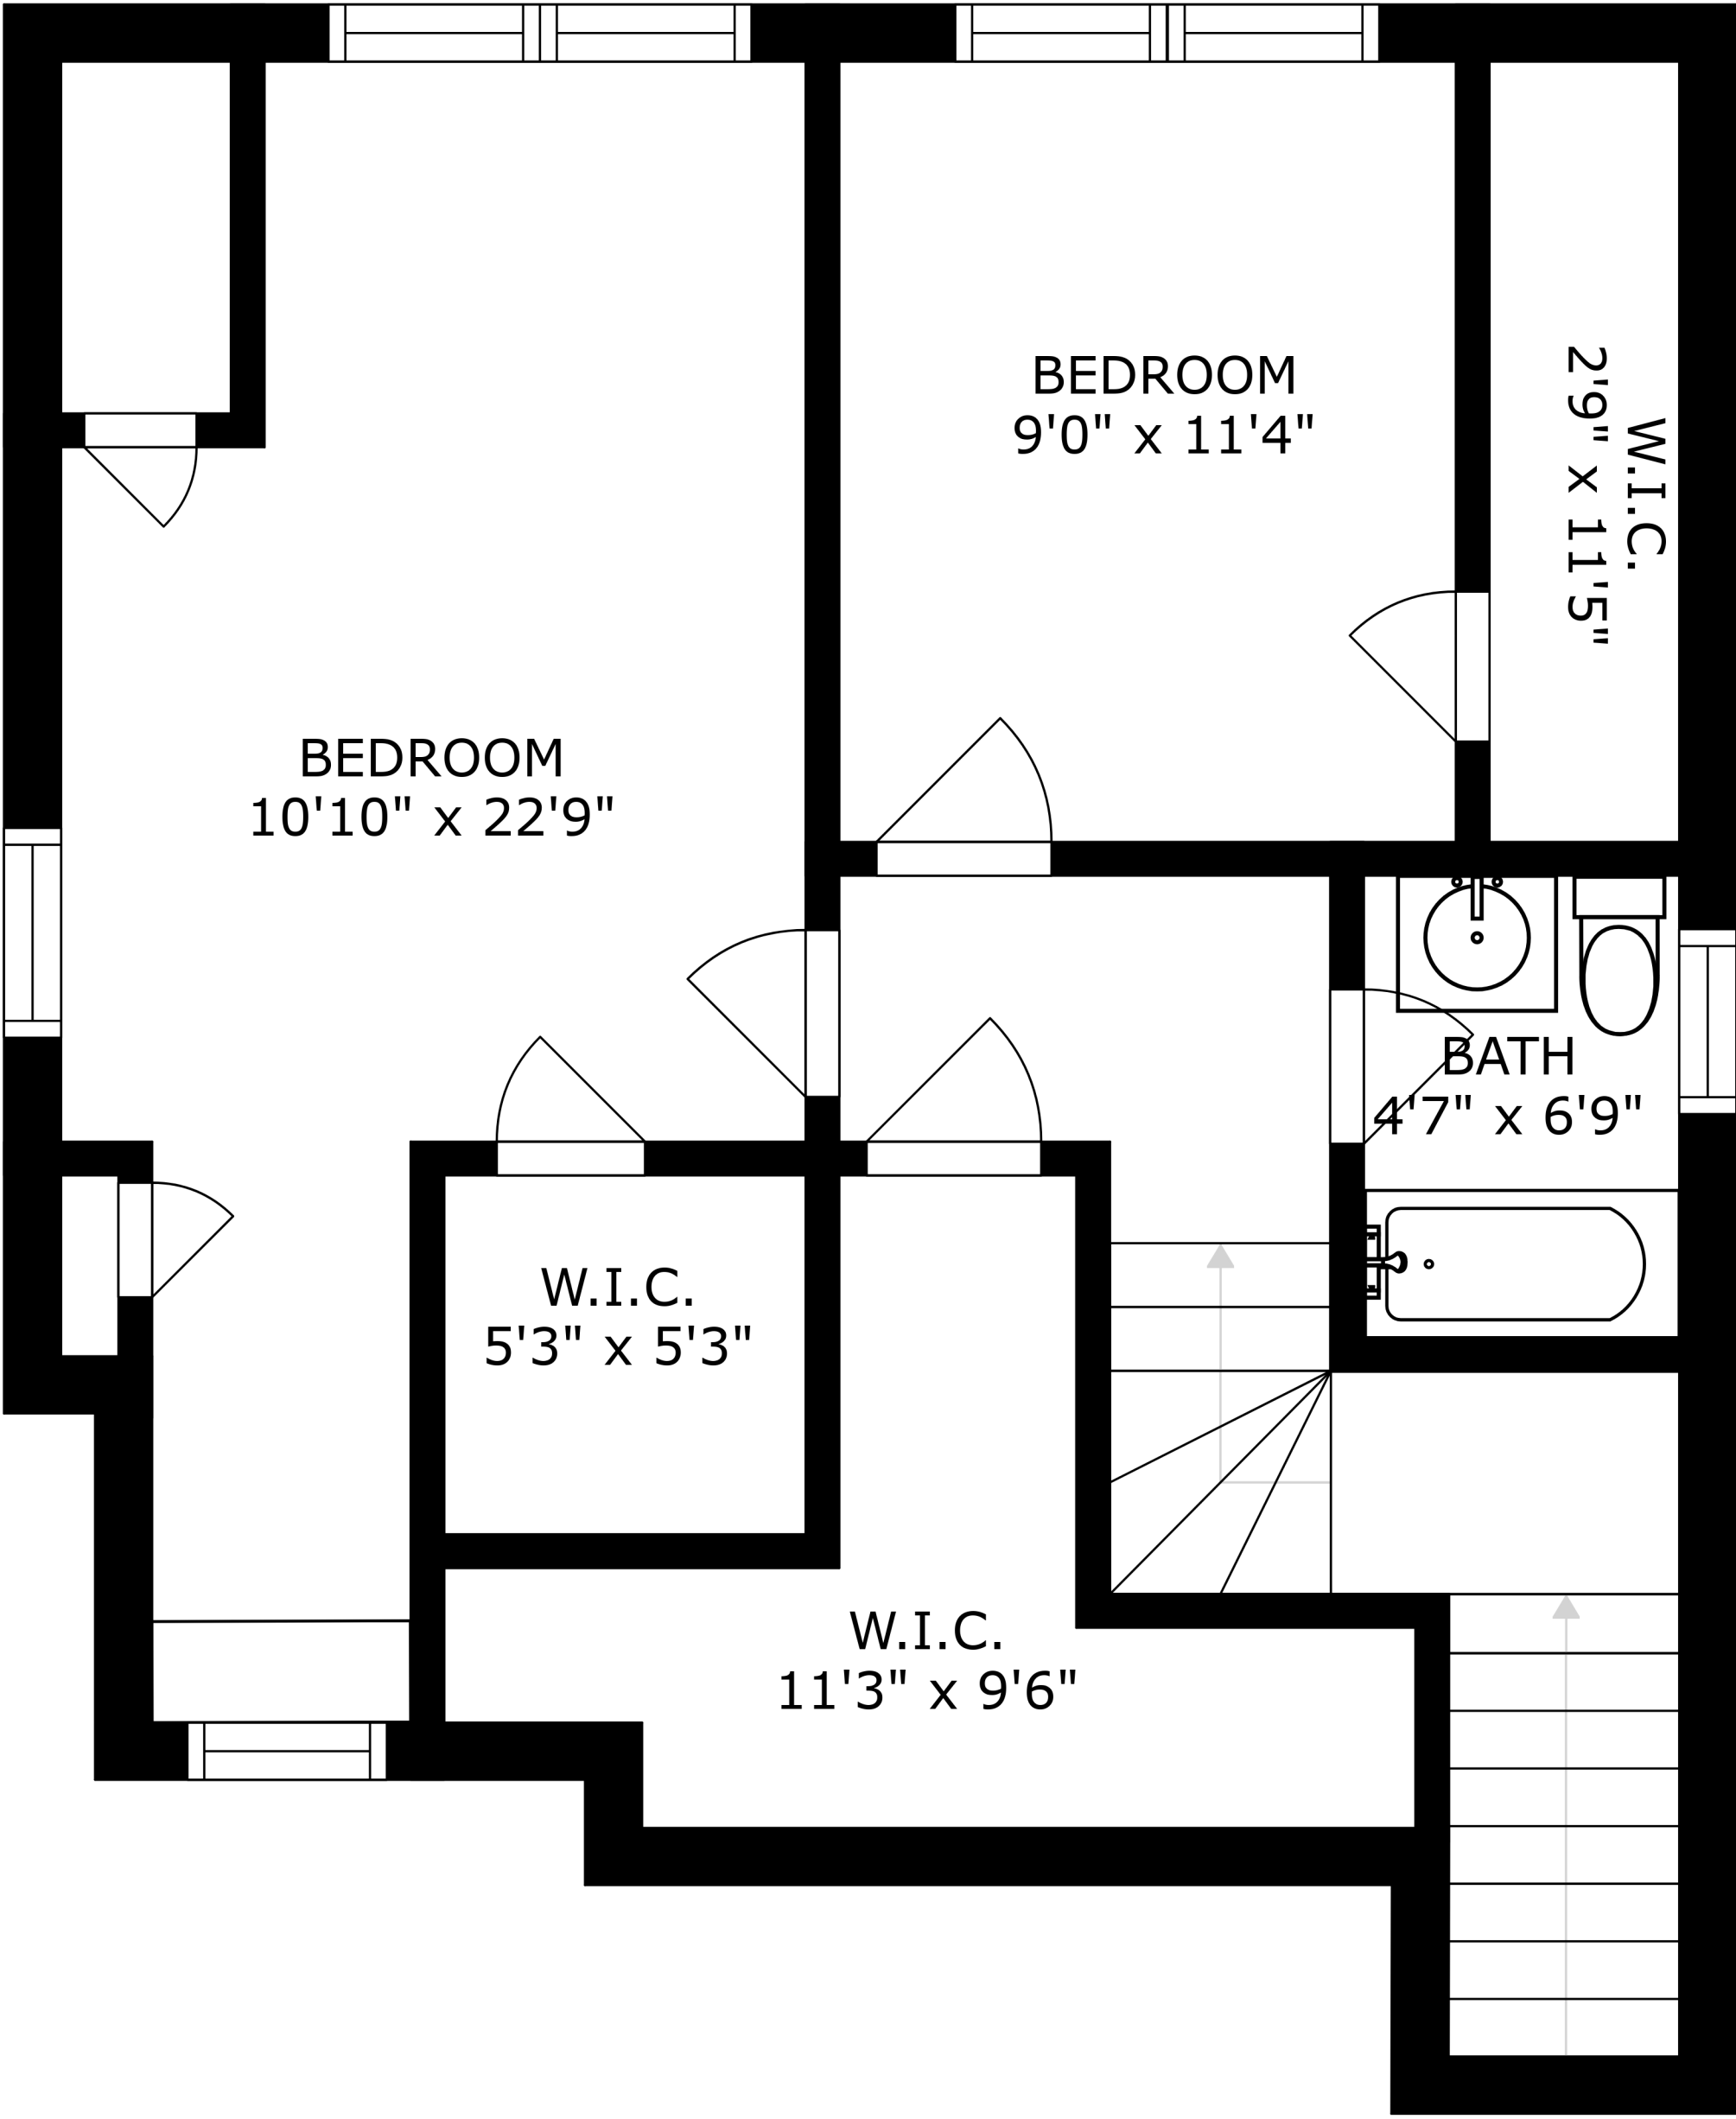 BEDROOM
9'0" x 11'4"
W.I.C.
2'9" x 11'5"
BEDROOM
10'10" x 22'9"
BATH
4'7" x 6'9"
W.I.C.
5'3" x 5'3"
W.I.C.
11'3" x 9'6"